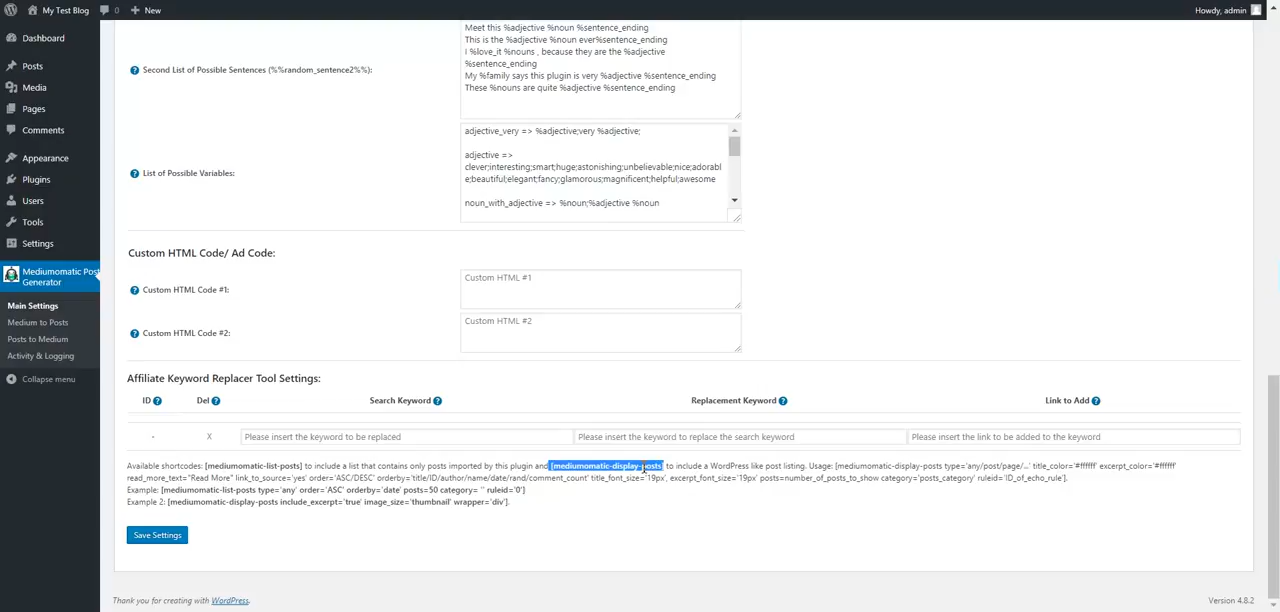 My Test Blog 0 New Howdy, admin
Dashboard
Posts
Media
Pages
Comments
Appearance
Plugins
Users
Tools
Settings
Mediumomatic Post Generator
Main Settings
Medium to Posts
Posts to Medium
Activity & Logging
Collapse menu
Second List of Possible Sentences (%%random_sentence2%%):
Meet this %adjective %noun %sentence_ending
This is the %adjective %noun ever%sentence_ending
I %love_it %nouns , because they are the %adjective
%sentence_ending
My %family says this plugin is very %adjective %sentence_ending
These %nouns are quite %adjective %sentence_ending
List of Possible Variables:
adjective_very => %adjective;very %adjective;
adjective =>
clever;interesting;smart;huge;astonishing;unbelievable;nice;adorabl
e;beautiful;elegant;fancy;glamorous;magnificent;helpful;awesome
noun_with_adjective => %noun;%adjective %noun
Custom HTML Code/ Ad Code:
Custom HTML Code #1:
Custom HTML #1
Custom HTML Code #2:
Custom HTML #2
Affiliate Keyword Replacer Tool Settings:
ID Del Search Keyword Replacement Keyword Link to Add
- X Please insert the keyword to be replaced Please insert the keyword to replace the search keyword Please insert the link to be added to the keyword
Available shortcodes: [mediumomatic-list-posts] to include a list that contains only posts imported by this plugin and [mediumomatic-display-posts] to include a WordPress like post listing. Usage: [mediumomatic-display-posts type='any/post/page/...' title_color='#ffffff' excerpt_color='#ffffff'
read_more_text="Read More" link_to_source='yes' order='ASC/DESC' orderby='title/ID/author/name/date/rand/comment_count' title_font_size='19px', excerpt_font_size='19px' posts=number_of_posts_to_show category='posts_category' ruleid='ID_of_echo_rule'].
Example: [mediumomatic-list-posts type='any' order='ASC' orderby='date' posts=50 category= '' ruleid='0']
Example 2: [mediumomatic-display-posts include_excerpt='true' image_size='thumbnail' wrapper='div'].
Save Settings
Thank you for creating with WordPress.
Version 4.8.2